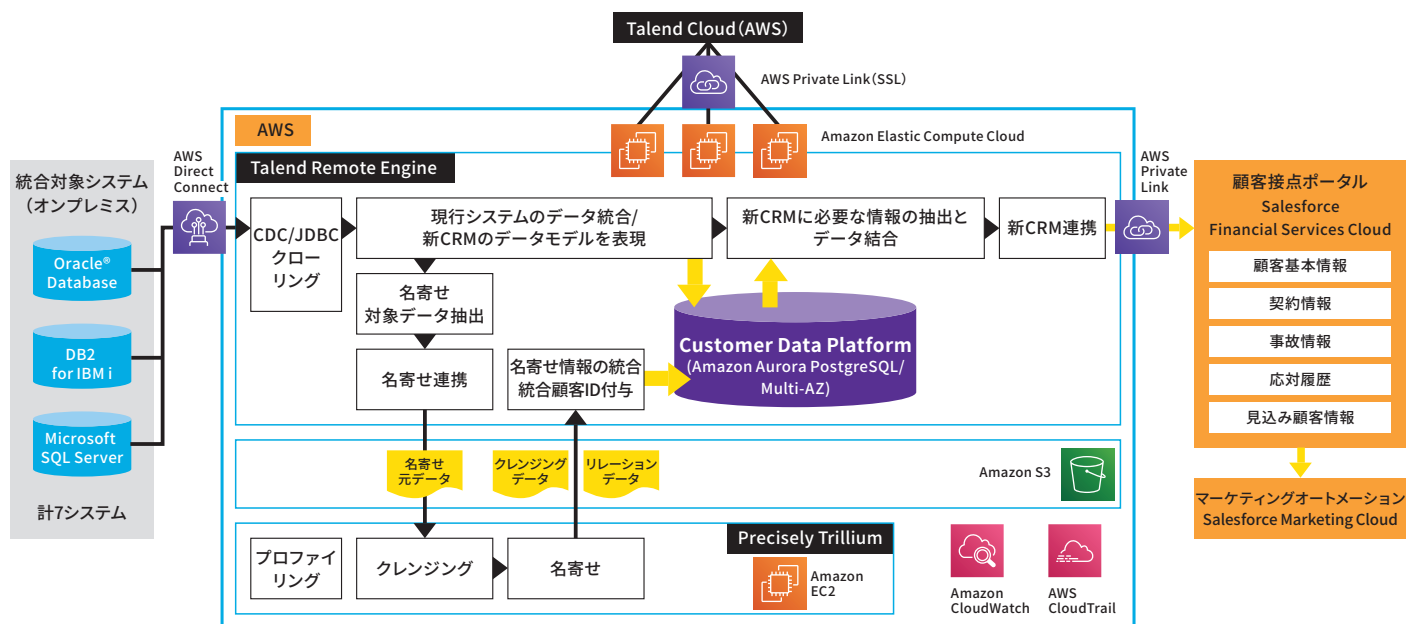 Talend Cloud（AWS）
AWS Private Link（SSL）
AWS
Amazon Elastic Compute Cloud
統合対象システム
（オンプレミス）
Oracle®
Database
DB2
for IBM i
Microsoft
SQL Server
計7システム
AWS
Direct
Connect
Talend Remote Engine
CDC/JDBC
クロー
リング
現行システムのデータ統合/
新CRMのデータモデルを表現
新CRMに必要な情報の抽出と
データ結合
新CRM連携
名寄せ
対象データ抽出
名寄せ連携
名寄せ情報の統合
統合顧客ID付与
Customer Data Platform
(Amazon Aurora PostgreSQL/
Multi-AZ)
AWS
Private
Link
顧客接点ポータル
Salesforce
Financial Services Cloud
顧客基本情報
契約情報
事故情報
応対履歴
見込み顧客情報
マーケティングオートメーション
Salesforce Marketing Cloud
名寄せ
元データ
クレンジング
データ
リレーション
データ
Amazon S3
Precisely Trillium
プロファイ
リング
クレンジング
名寄せ
Amazon
EC2
Amazon
CloudWatch
AWS
CloudTrail